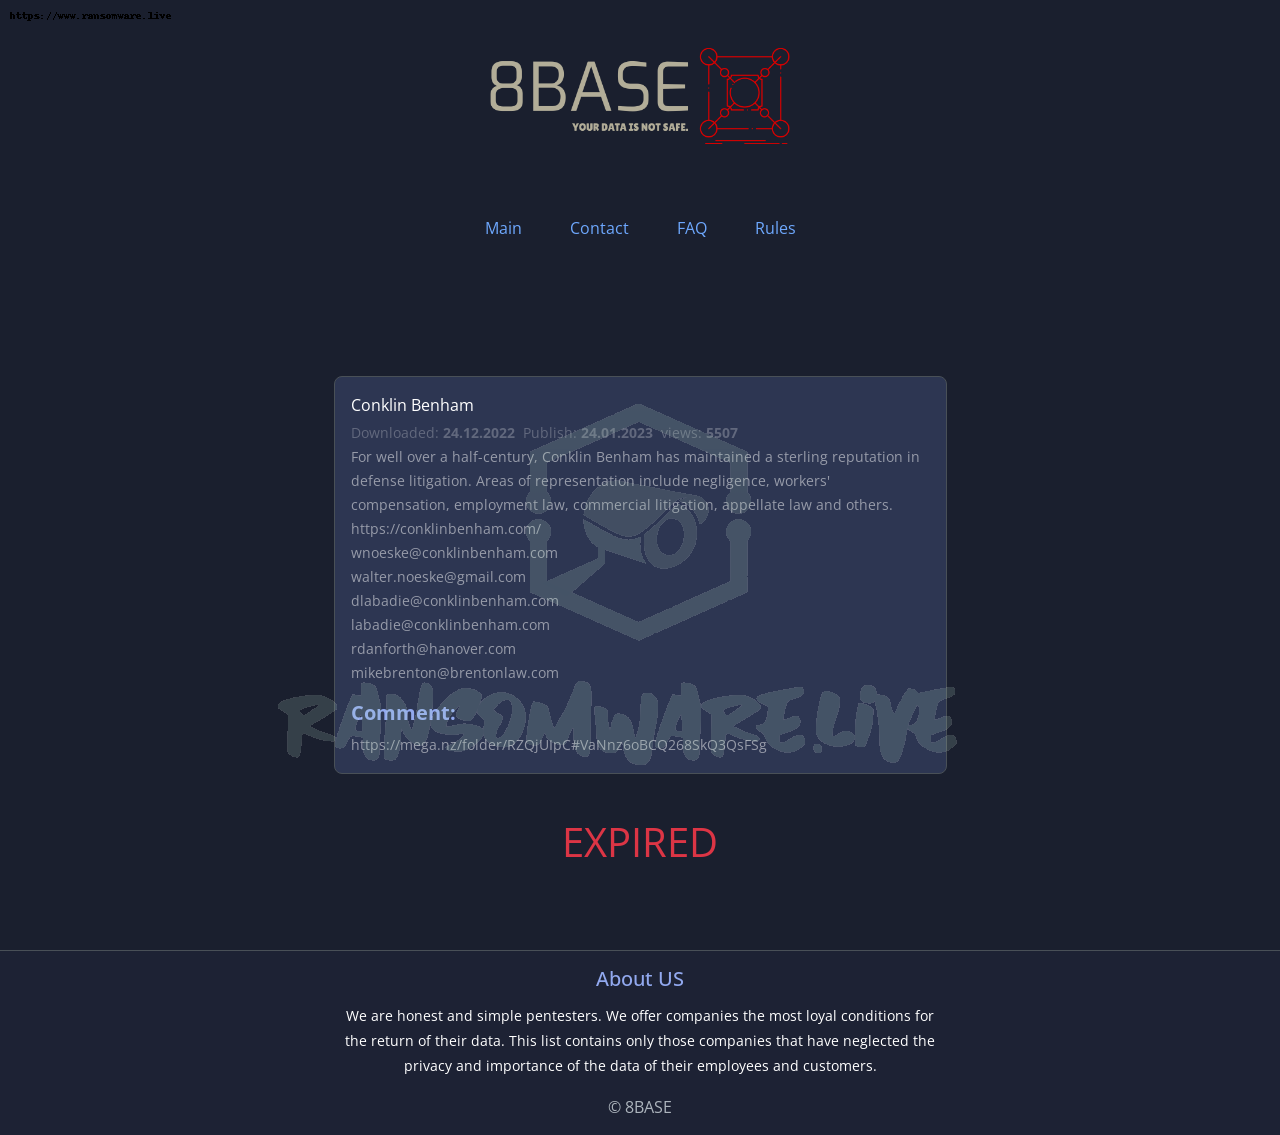 https://www.ransomware.live
8BASE
YOUR DATA IS NOT SAFE.
Main Contact FAQ Rules
Conklin Benham
Downloaded: 24.12.2022 Publish: 24.01.2023 views: 5507
For well over a half-century, Conklin Benham has maintained a sterling reputation in
defense litigation. Areas of representation include negligence, workers'
compensation, employment law, commercial litigation, appellate law and others.
https://conklinbenham.com/
wnoeske@conklinbenham.com
walter.noeske@gmail.com
dlabadie@conklinbenham.com
labadie@conklinbenham.com
rdanforth@hanover.com
mikebrenton@brentonlaw.com
RANSOMWARE.LIVE
Comment:
https://mega.nz/folder/RZQjUIpC#VaNnz6oBCQ268SkQ3QsFSg
EXPIRED
About US
We are honest and simple pentesters. We offer companies the most loyal conditions for
the return of their data. This list contains only those companies that have neglected the
privacy and importance of the data of their employees and customers.
© 8BASE